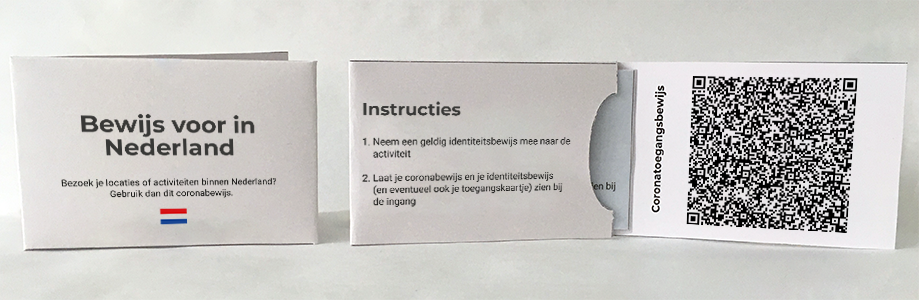 Bewijs voor in
Nederland
Bezoek je locaties of activiteiten binnen Nederland?
Gebruik dan dit coronabewijs.
Instructies
1. Neem een geldig identiteitsbewijs mee naar de
activiteit
2. Laat je coronabewijs en je identiteitsbewijs
(en eventueel ook je toegangskaartje) zien bij
de ingang
en bij
Coronatoegangsbewijs